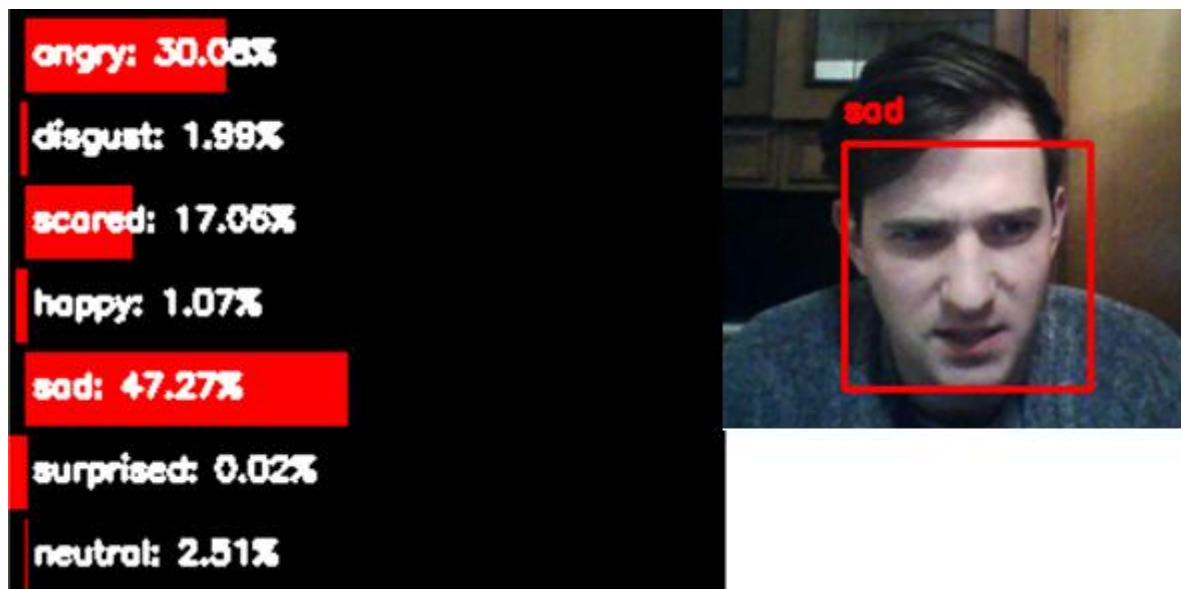 angry: 30.08%
disgust: 1.99%
scared: 17.06%
happy: 1.07%
sad: 47.27%
surprised: 0.02%
neutral: 2.51%
sad